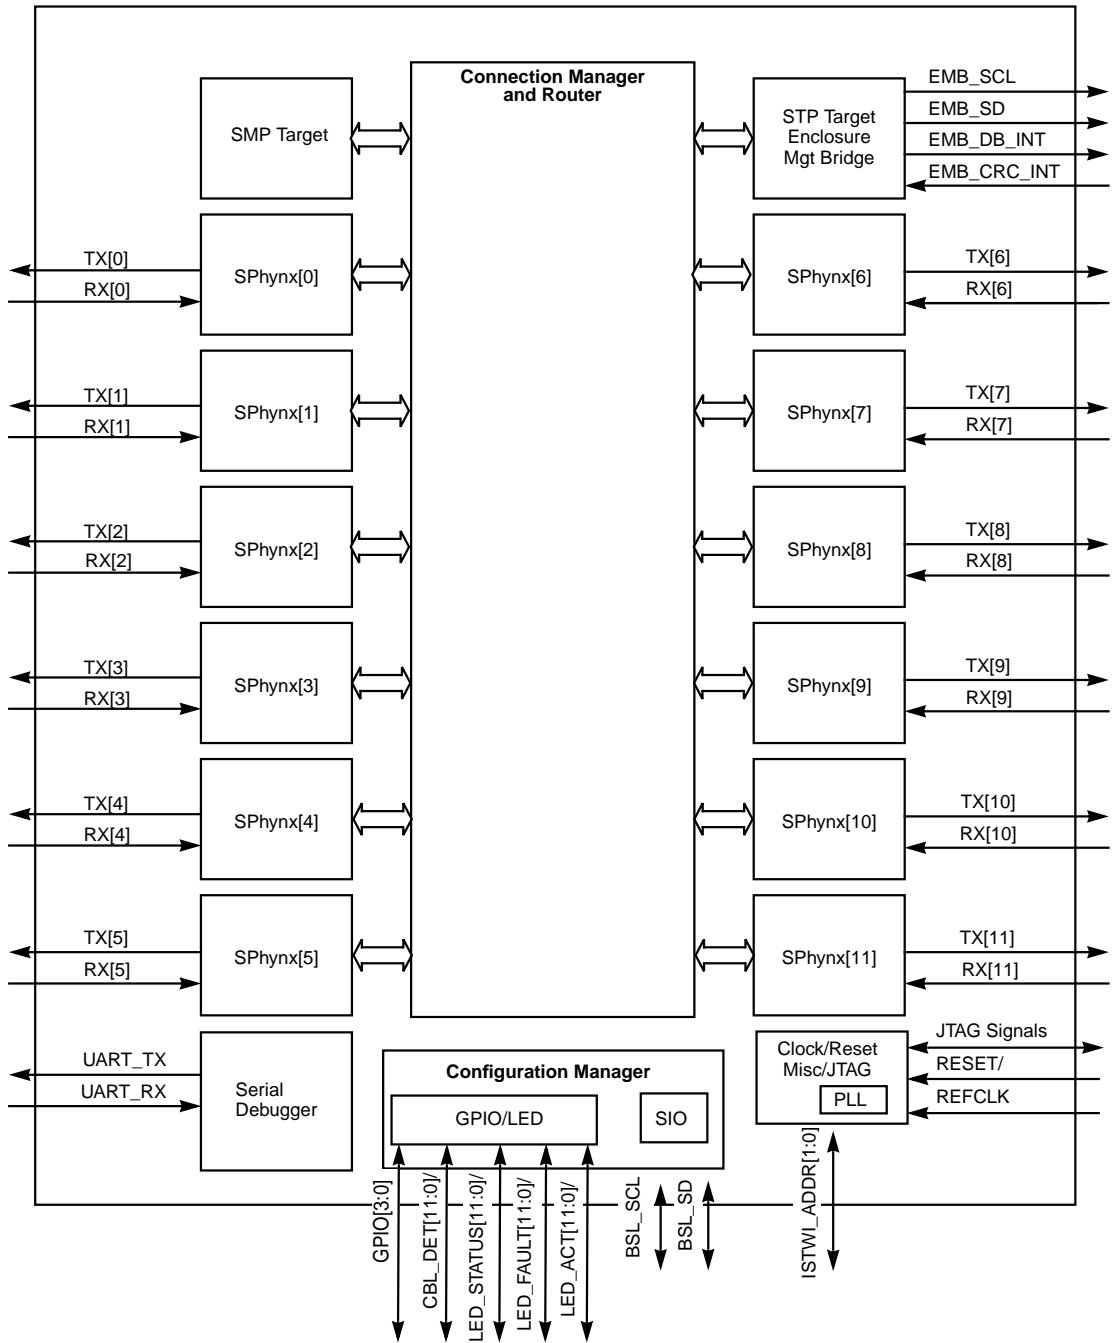 Connection Manager
and Router
SMP Target
STP Target
Enclosure
Mgt Bridge
EMB_SCL
EMB_SD
EMB_DB_INT
EMB_CRC_INT
TX[0]
RX[0]
SPhynx[0]
SPhynx[6]
TX[6]
RX[6]
TX[1]
RX[1]
SPhynx[1]
SPhynx[7]
TX[7]
RX[7]
TX[2]
RX[2]
SPhynx[2]
SPhynx[8]
TX[8]
RX[8]
TX[3]
RX[3]
SPhynx[3]
SPhynx[9]
TX[9]
RX[9]
TX[4]
RX[4]
SPhynx[4]
SPhynx[10]
TX[10]
RX[10]
TX[5]
RX[5]
SPhynx[5]
SPhynx[11]
TX[11]
RX[11]
UART_TX
UART_RX
Serial
Debugger
Configuration Manager
GPIO/LED
SIO
Clock/Reset
Misc/JTAG
PLL
JTAG Signals
RESET/
REFCLK
GPIO[3:0]
CBL_DET[11:0]/
LED_STATUS[11:0]/
LED_FAULT[11:0]/
LED_ACT[11:0]/
BSL_SCL
BSL_SD
ISTWI_ADDR[1:0]